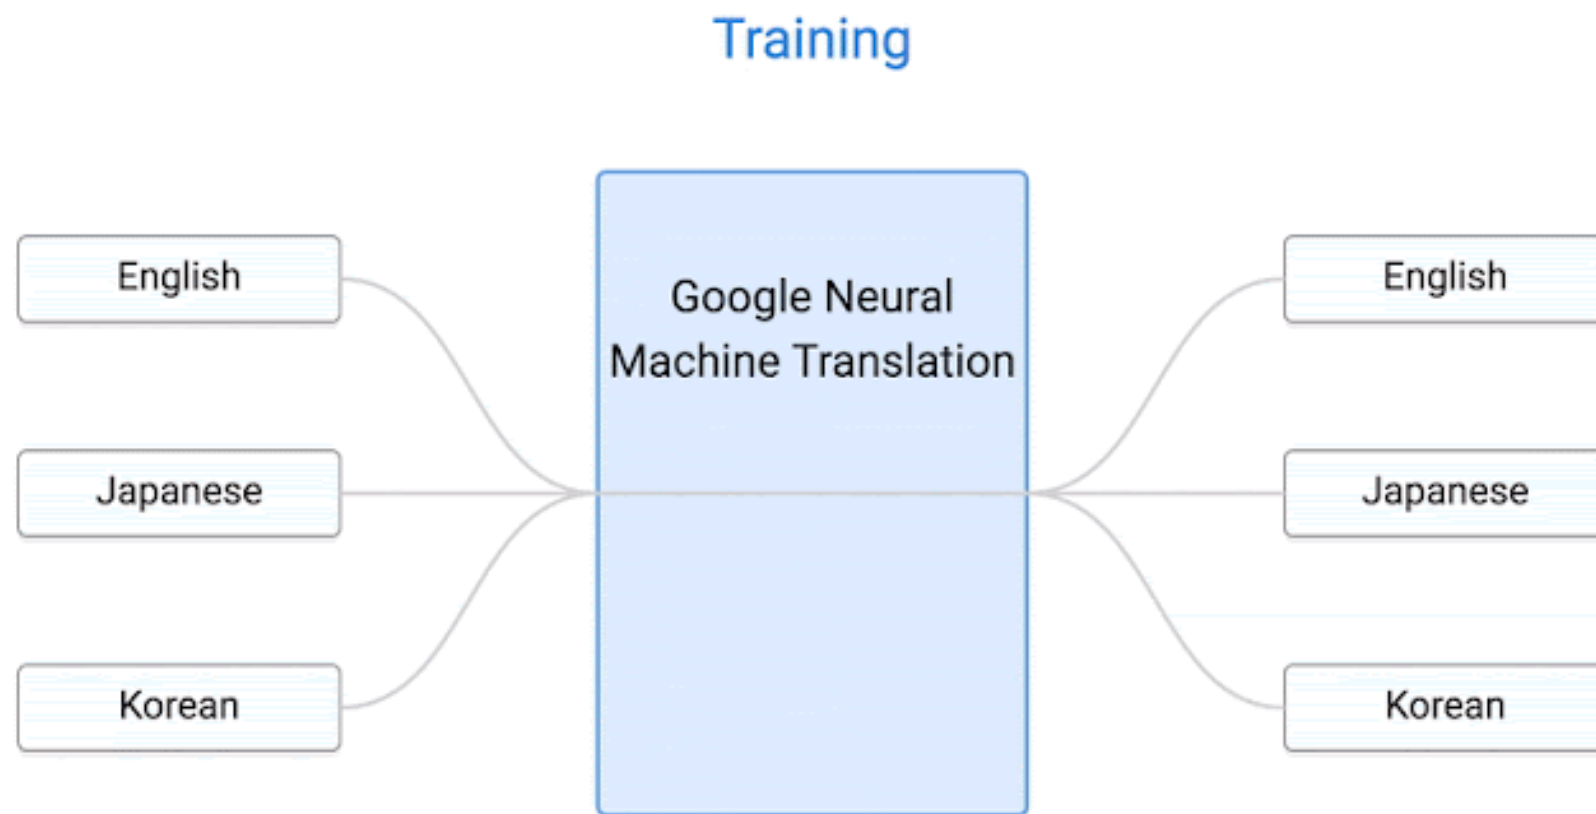 Training
English
Japanese
Korean
Google Neural
Machine Translation
English
Japanese
Korean